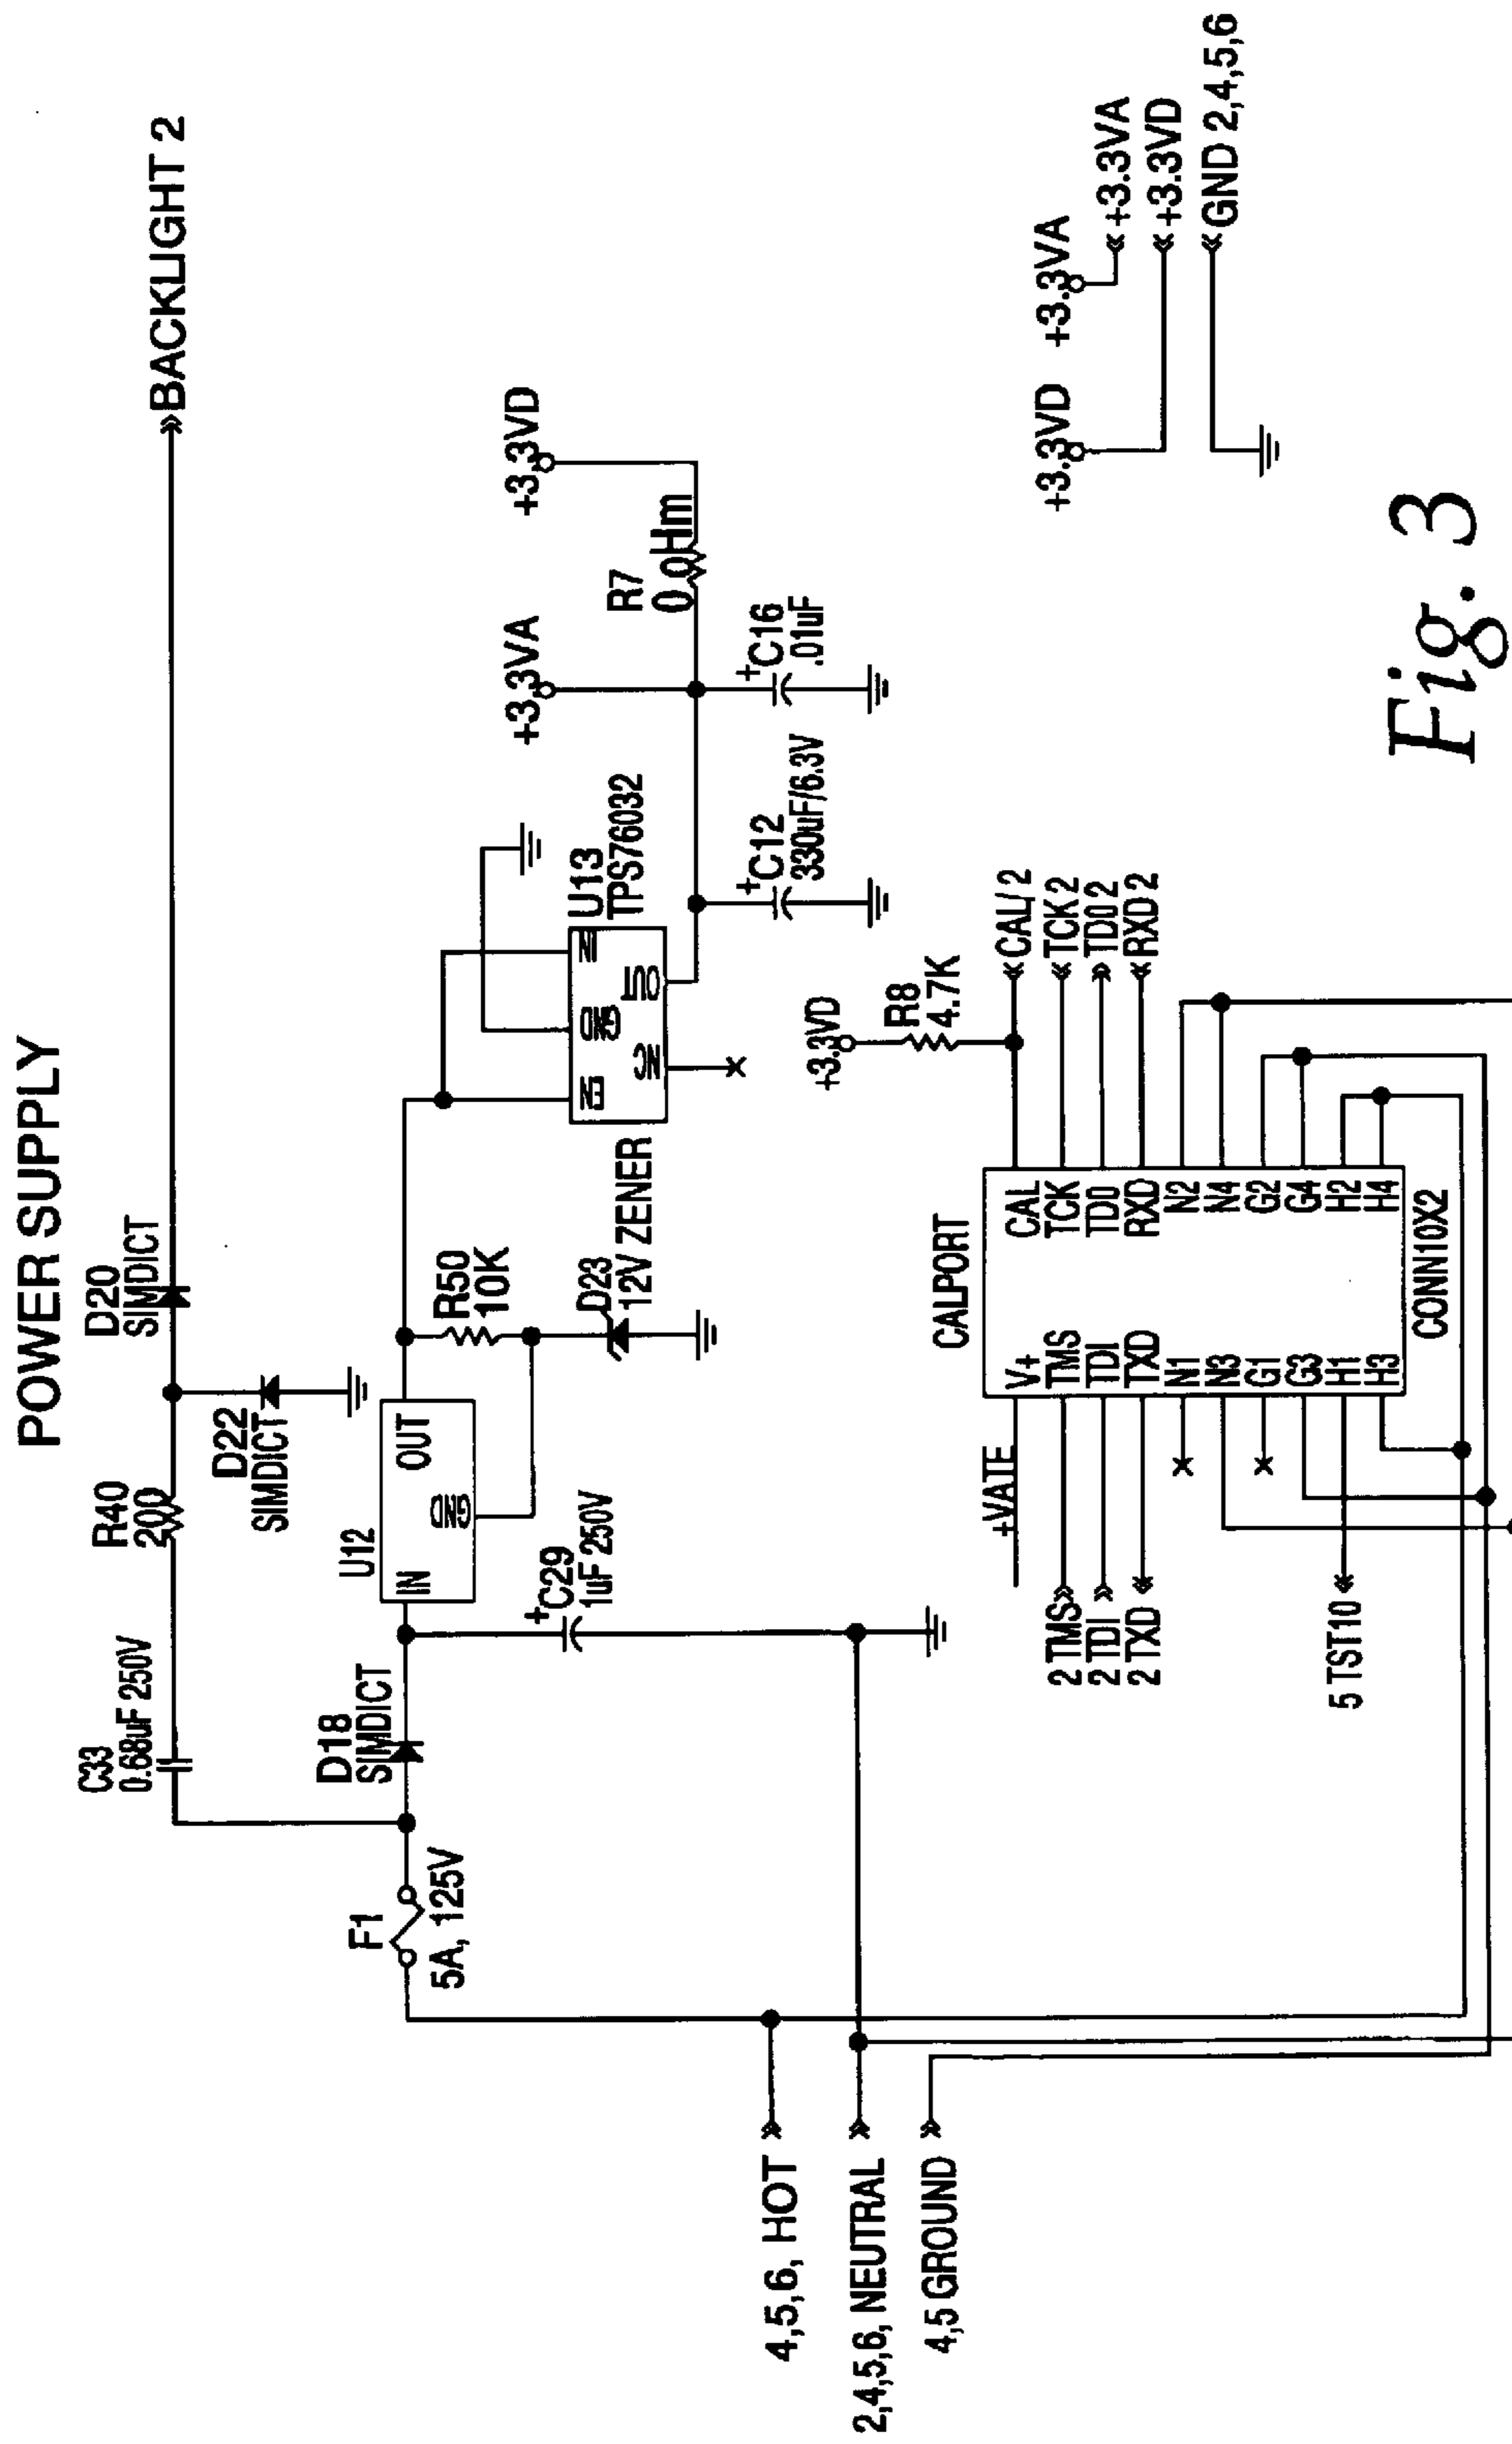 POWER SUPPLY
C33
0.68uF 250V
R40
200
D20
SIMDICT
BACKLIGHT 2
D22
SIMDICT
F1
5A, 125V
D18
SIMDICT
U12
IN
OUT
GND
C29
+
1uF 250V
R50
10K
D23
12V ZENER
U13
TPS76032
EN
GND
IN
NC
OUT
+3.3VA
+3.3VD
R7
0 oHm
+
C12
330uF/6.3V
+
C16
.01uF
4,5,6, HOT
2,4,5,6, NEUTRAL
4,5 GROUND
+3.3VD
R8
4.7K
CALPORT
+VATE
2 TMS
2 TDI
2 TXD
5 TST10
V+
TMS
TDI
TXD
N1
N3
G1
G3
H1
H3
CAL
TCK
TD0
RXD
N2
N4
G2
G4
H2
H4
CONN10X2
CAL/ 2
TCK 2
TD0 2
RXD 2
+3.3VD
+3.3VA
+3.3VA
+3.3VD
GND 2,4,5,6
Fig. 3